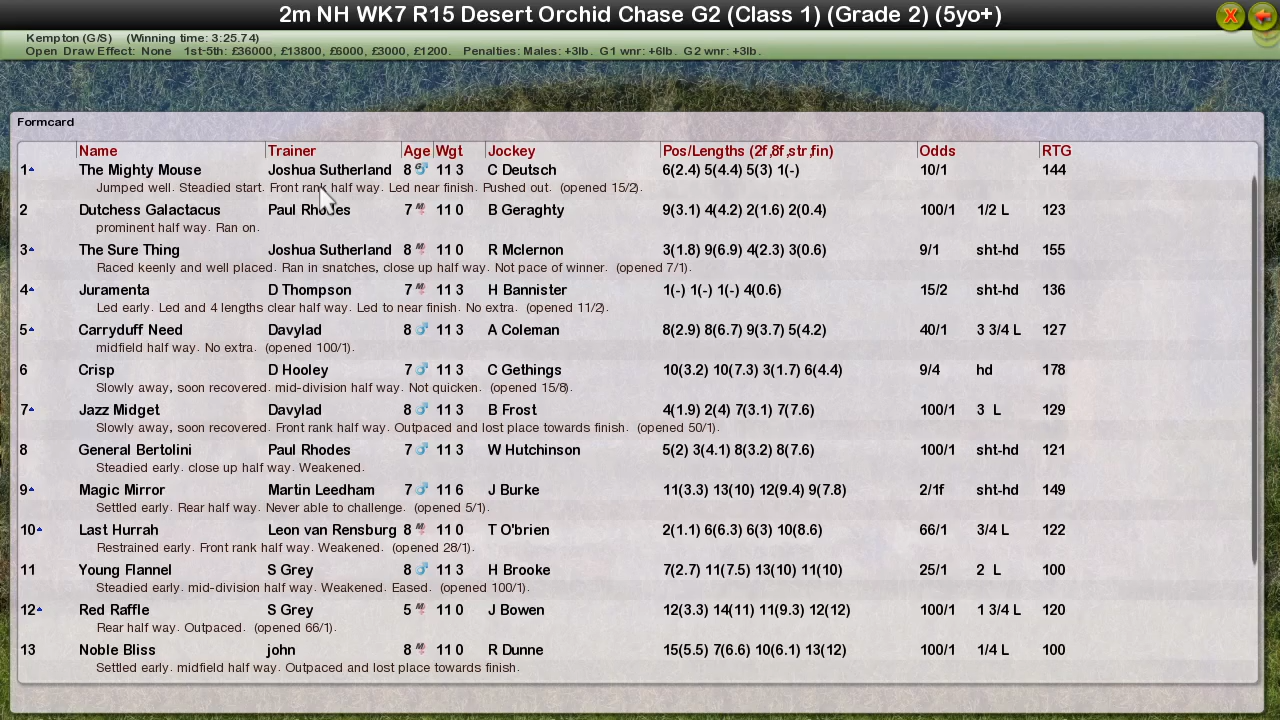 2m NH WK7 R15 Desert Orchid Chase G2 (Class 1) (Grade 2) (5yo+)
Kempton (G/S) (Winning time: 3:25.74)
Open Draw Effect: None 1st-5th: £36000, £13800, £6000, £3000, £1200. Penalties: Males: +3lb. G1 wnr: +6lb. G2 wnr: +3lb.
Formcard
Name Trainer Age Wgt Jockey Pos/Lengths (2f,8f,str,fin) Odds RTG
1 The Mighty Mouse Joshua Sutherland 8 11 3 C Deutsch 6(2.4) 5(4.4) 5(3) 1(-) 10/1 144
Jumped well. Steadied start. Front rank half way. Led near finish. Pushed out. (opened 15/2).
2 Dutchess Galactacus Paul Rhodes 7 11 0 B Geraghty 9(3.1) 4(4.2) 2(1.6) 2(0.4) 100/1 1/2 L 123
prominent half way. Ran on.
3 The Sure Thing Joshua Sutherland 8 11 0 R Mclernon 3(1.8) 9(6.9) 4(2.3) 3(0.6) 9/1 sht-hd 155
Raced keenly and well placed. Ran in snatches, close up half way. Not pace of winner. (opened 7/1).
4 Juramenta D Thompson 7 11 3 H Bannister 1(-) 1(-) 1(-) 4(0.6) 15/2 sht-hd 136
Led early. Led and 4 lengths clear half way. Led to near finish. No extra. (opened 11/2).
5 Carryduff Need Davylad 8 11 3 A Coleman 8(2.9) 8(6.7) 9(3.7) 5(4.2) 40/1 3 3/4 L 127
midfield half way. No extra. (opened 100/1).
6 Crisp D Hooley 7 11 3 C Gethings 10(3.2) 10(7.3) 3(1.7) 6(4.4) 9/4 hd 178
Slowly away, soon recovered. mid-division half way. Not quicken. (opened 15/8).
7 Jazz Midget Davylad 8 11 3 B Frost 4(1.9) 2(4) 7(3.1) 7(7.6) 100/1 3 L 129
Slowly away, soon recovered. Front rank half way. Outpaced and lost place towards finish. (opened 50/1).
8 General Bertolini Paul Rhodes 7 11 3 W Hutchinson 5(2) 3(4.1) 8(3.2) 8(7.6) 100/1 sht-hd 121
Steadied early. close up half way. Weakened.
9 Magic Mirror Martin Leedham 7 11 6 J Burke 11(3.3) 13(10) 12(9.4) 9(7.8) 2/1f sht-hd 149
Settled early. Rear half way. Never able to challenge. (opened 5/1).
10 Last Hurrah Leon van Rensburg 8 11 0 T O'brien 2(1.1) 6(6.3) 6(3) 10(8.6) 66/1 3/4 L 122
Restrained early. Front rank half way. Weakened. (opened 28/1).
11 Young Flannel S Grey 8 11 3 H Brooke 7(2.7) 11(7.5) 13(10) 11(10) 25/1 2 L 100
Steadied early. mid-division half way. Weakened. Eased. (opened 100/1).
12 Red Raffle S Grey 5 11 0 J Bowen 12(3.3) 14(11) 11(9.3) 12(12) 100/1 1 3/4 L 120
Rear half way. Outpaced. (opened 66/1).
13 Noble Bliss john 8 11 0 R Dunne 15(5.5) 7(6.6) 10(6.1) 13(12) 100/1 1/4 L 100
Settled early. midfield half way. Outpaced and lost place towards finish.